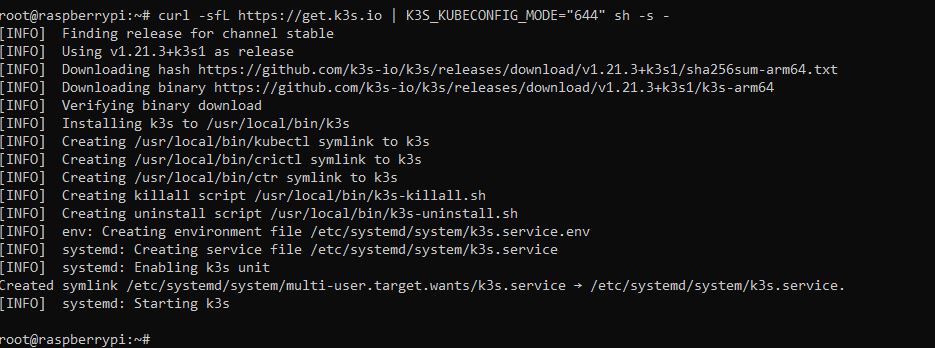 root@raspberrypi:~# curl -sfL https://get.k3s.io | K3S_KUBECONFIG_MODE="644" sh -s -
[INFO]  Finding release for channel stable
[INFO]  Using v1.21.3+k3s1 as release
[INFO]  Downloading hash https://github.com/k3s-io/k3s/releases/download/v1.21.3+k3s1/sha256sum-arm64.txt
[INFO]  Downloading binary https://github.com/k3s-io/k3s/releases/download/v1.21.3+k3s1/k3s-arm64
[INFO]  Verifying binary download
[INFO]  Installing k3s to /usr/local/bin/k3s
[INFO]  Creating /usr/local/bin/kubectl symlink to k3s
[INFO]  Creating /usr/local/bin/crictl symlink to k3s
[INFO]  Creating /usr/local/bin/ctr symlink to k3s
[INFO]  Creating killall script /usr/local/bin/k3s-killall.sh
[INFO]  Creating uninstall script /usr/local/bin/k3s-uninstall.sh
[INFO]  env: Creating environment file /etc/systemd/system/k3s.service.env
[INFO]  systemd: Creating service file /etc/systemd/system/k3s.service
[INFO]  systemd: Enabling k3s unit
Created symlink /etc/systemd/system/multi-user.target.wants/k3s.service → /etc/systemd/system/k3s.service.
[INFO]  systemd: Starting k3s
root@raspberrypi:~#